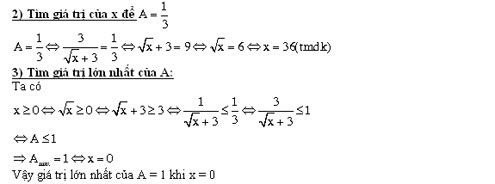 2) Tìm giá trị của x để A = 1/3
A = 1/3 ⇔ 3/(√x + 3) = 1/3 ⇔ √x + 3 = 9 ⇔ √x = 6 ⇔ x = 36(tmdk)
3) Tìm giá trị lớn nhất của A:
Ta có
x ≥ 0 ⇔ √x ≥ 0 ⇔ √x + 3 ≥ 3 ⇔ 1/(√x + 3) ≤ 1/3 ⇔ 3/(√x + 3) ≤ 1
⇔ A ≤ 1
⇒ Amax = 1 ⇔ x = 0
Vậy giá trị lớn nhất của A = 1 khi x = 0